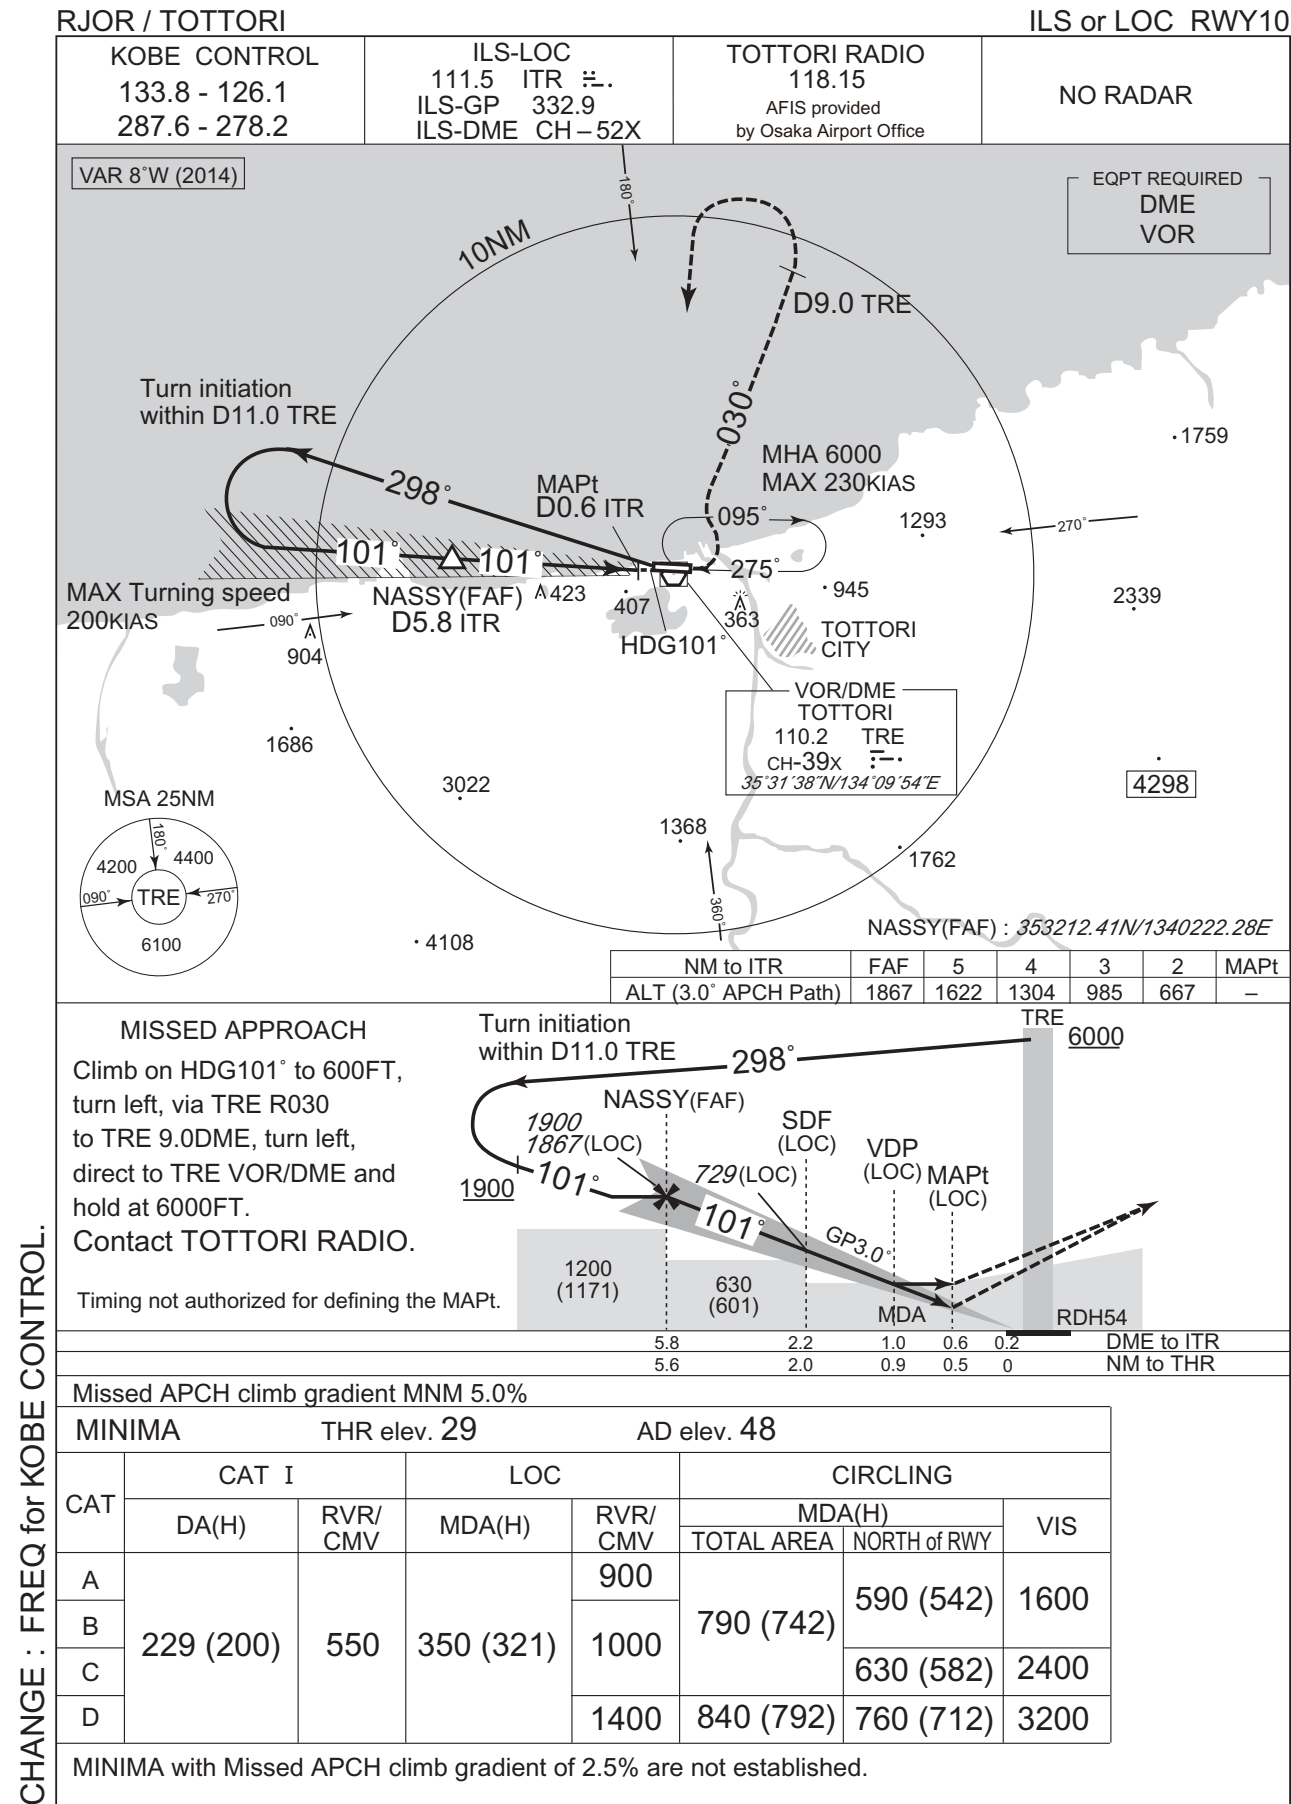 RJOR / TOTTORI
ILS or LOC RWY10
KOBE CONTROL
133.8 - 126.1
287.6 - 278.2
ILS-LOC
111.5 ITR
ILS-GP 332.9
ILS-DME CH – 52X
TOTTORI RADIO
118.15
AFIS provided
by Osaka Airport Office
NO RADAR
VAR 8°W (2014)
EQPT REQUIRED
DME
VOR
180°
10NM
D9.0 TRE
Turn initiation
within D11.0 TRE
030°
1759
MHA 6000
MAX 230KIAS
298°
MAPt
D0.6 ITR
095°
1293
270°
101°
101°
275°
MAX Turning speed
200KIAS
NASSY(FAF)
D5.8 ITR
423
407
945
2339
363
090°
904
HDG101°
TOTTORI
CITY
VOR/DME
TOTTORI
110.2 TRE
CH-39X
35°31´38˝N/134°09´54˝E
1686
3022
4298
MSA 25NM
180°
4200
4400
090°
TRE
270°
6100
1368
1762
360°
4108
NASSY(FAF) : 353212.41N/1340222.28E
NM to ITR FAF 5 4 3 2 MAPt
ALT (3.0° APCH Path) 1867 1622 1304 985 667 –
MISSED APPROACH
Climb on HDG101° to 600FT,
turn left, via TRE R030
to TRE 9.0DME, turn left,
direct to TRE VOR/DME and
hold at 6000FT.
Contact TOTTORI RADIO.
Timing not authorized for defining the MAPt.
Turn initiation
within D11.0 TRE
TRE
6000
298°
NASSY(FAF)
1900
1867(LOC)
SDF
(LOC)
729(LOC)
VDP
(LOC)
MAPt
(LOC)
1900
101°
101°
GP3.0°
1200
(1171)
630
(601)
MDA
RDH54
5.8 2.2 1.0 0.6 0.2 DME to ITR
5.6 2.0 0.9 0.5 0 NM to THR
Missed APCH climb gradient MNM 5.0%
MINIMA THR elev. 29 AD elev. 48
CAT
CAT I
LOC
CIRCLING
DA(H)
RVR/
CMV
MDA(H)
RVR/
CMV
MDA(H)
TOTAL AREA
NORTH of RWY
VIS
A
B
C
D
229 (200)
550
350 (321)
900
1000
1400
790 (742)
840 (792)
590 (542)
630 (582)
760 (712)
1600
2400
3200
MINIMA with Missed APCH climb gradient of 2.5% are not established.
CHANGE : FREQ for KOBE CONTROL.